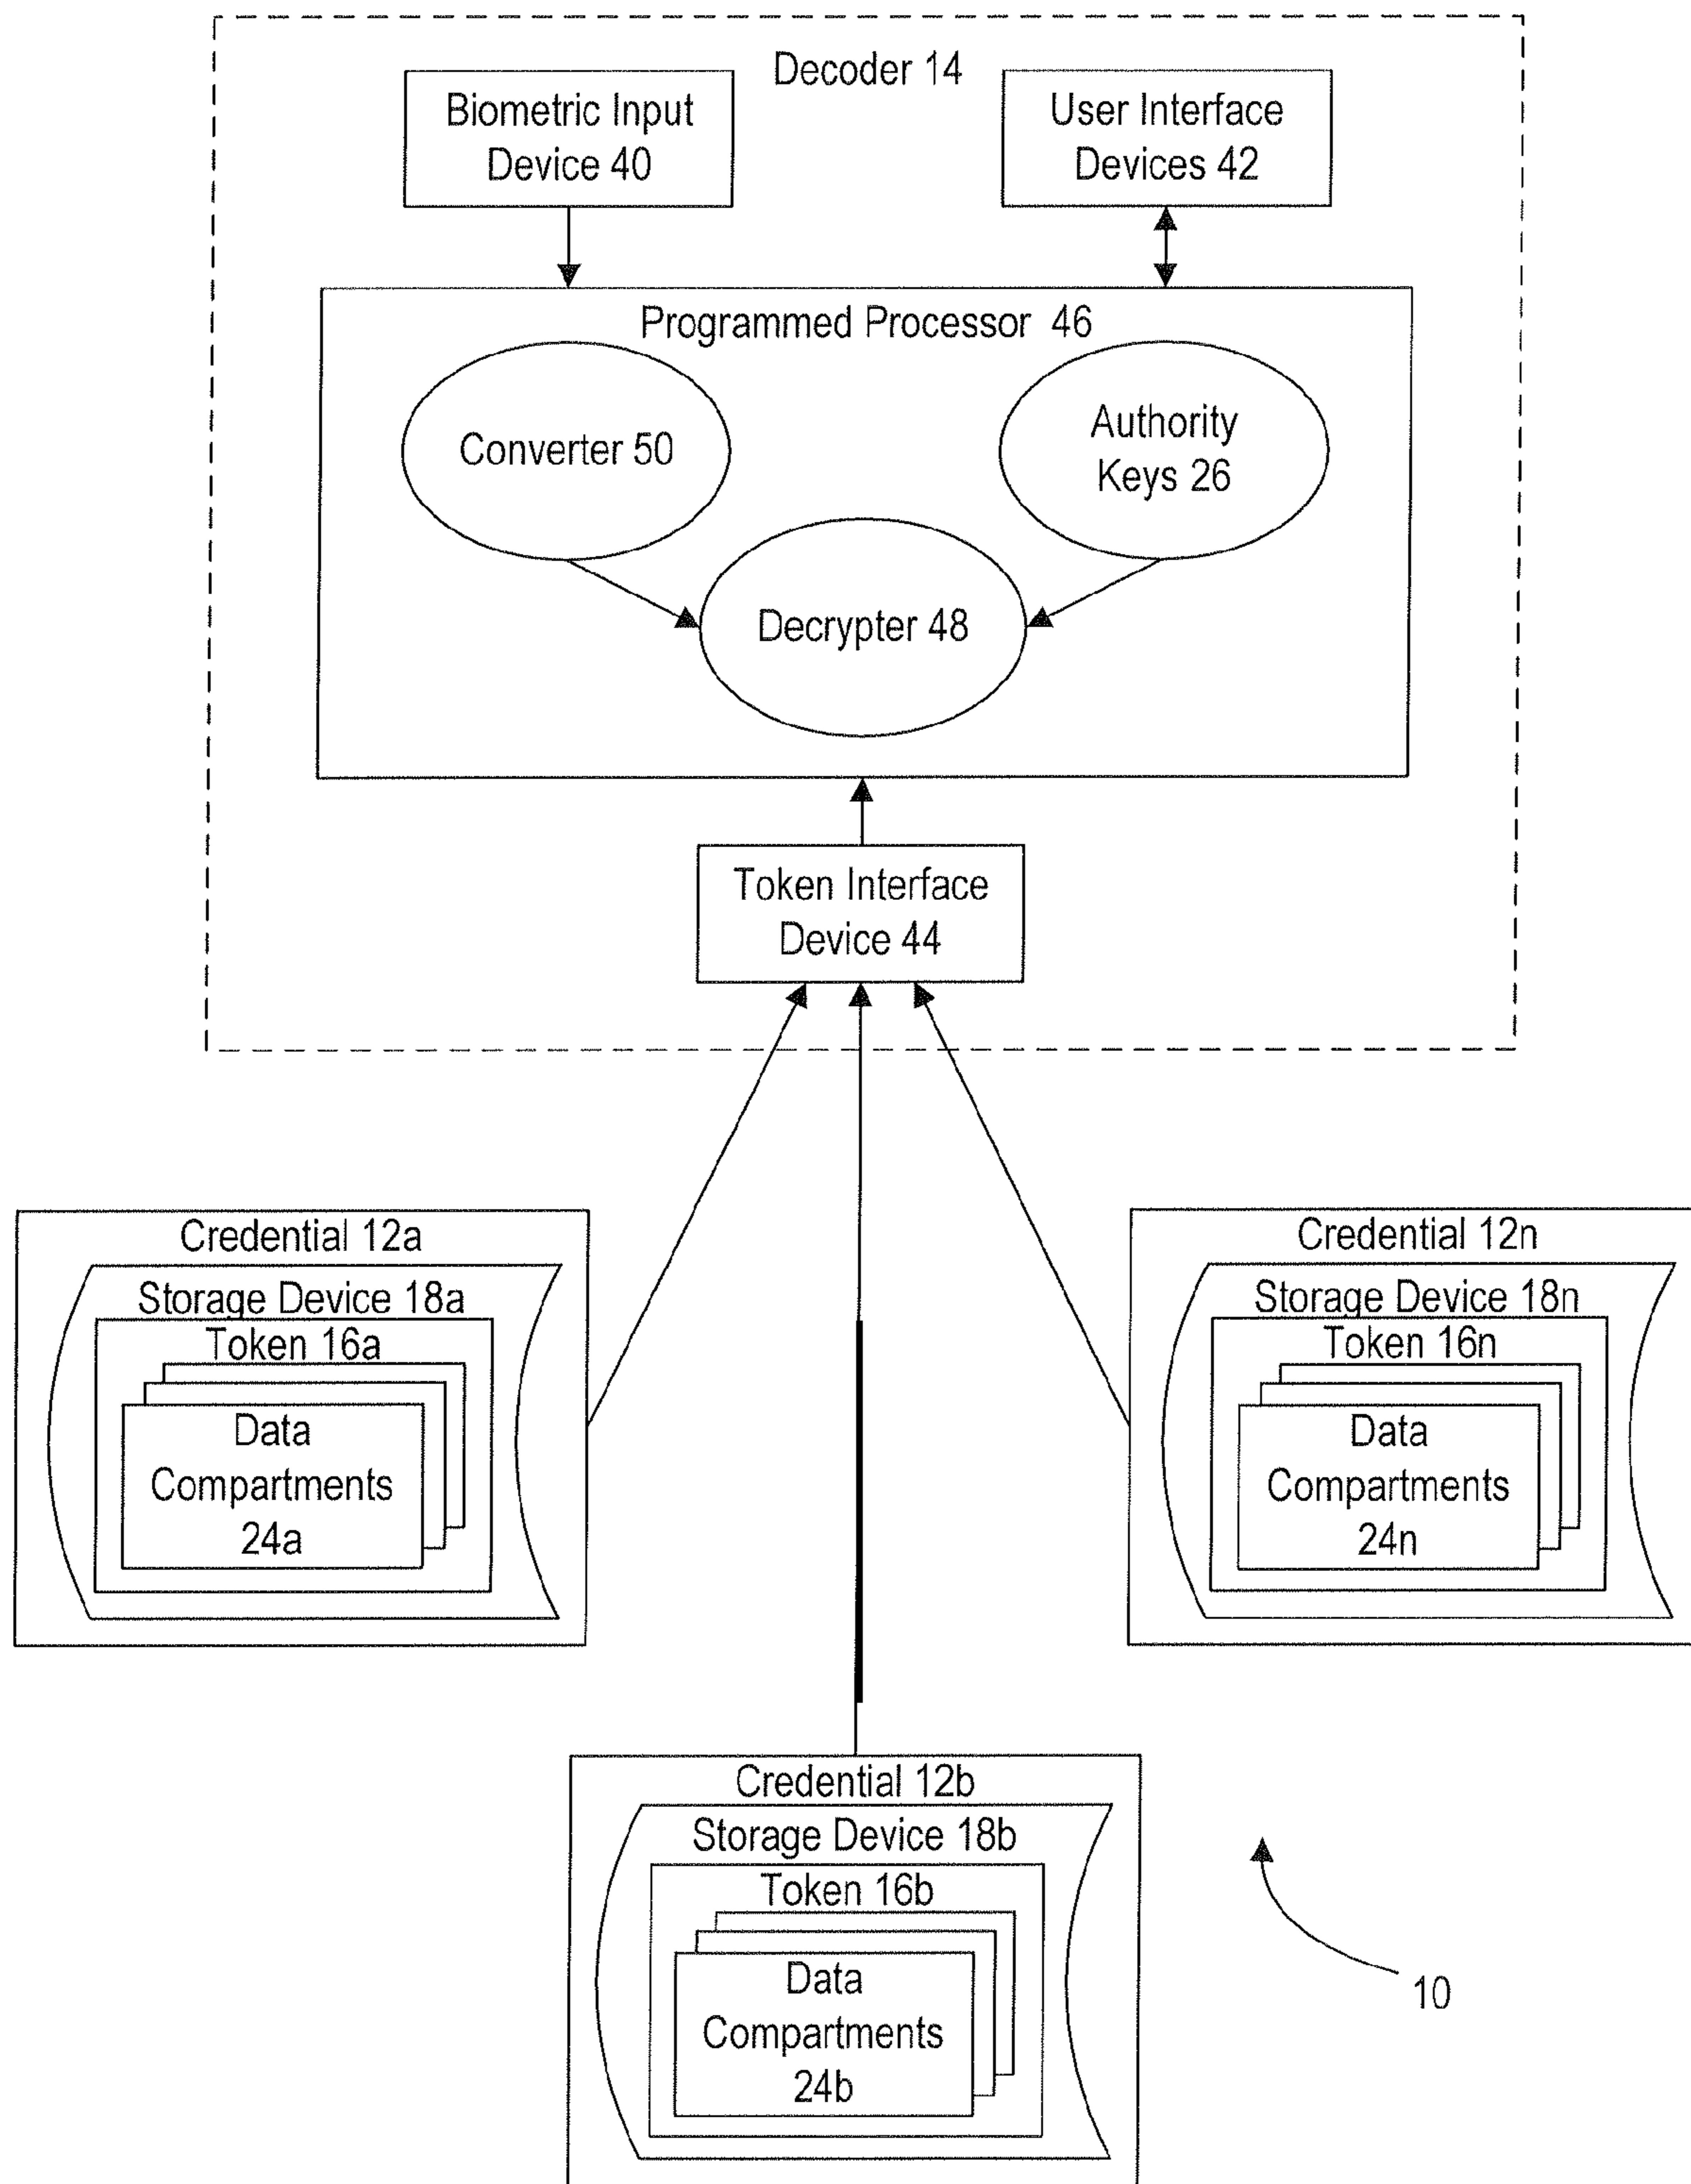 Decoder 14
Biometric Input
Device 40
User Interface
Devices 42
Programmed Processor 46
Converter 50
Authority
Keys 26
Decrypter 48
Token Interface
Device 44
Credential 12a
Storage Device 18a
Token 16a
Data
Compartments
24a
Credential 12n
Storage Device 18n
Token 16n
Data
Compartments
24n
Credential 12b
Storage Device 18b
Token 16b
Data
Compartments
24b
10